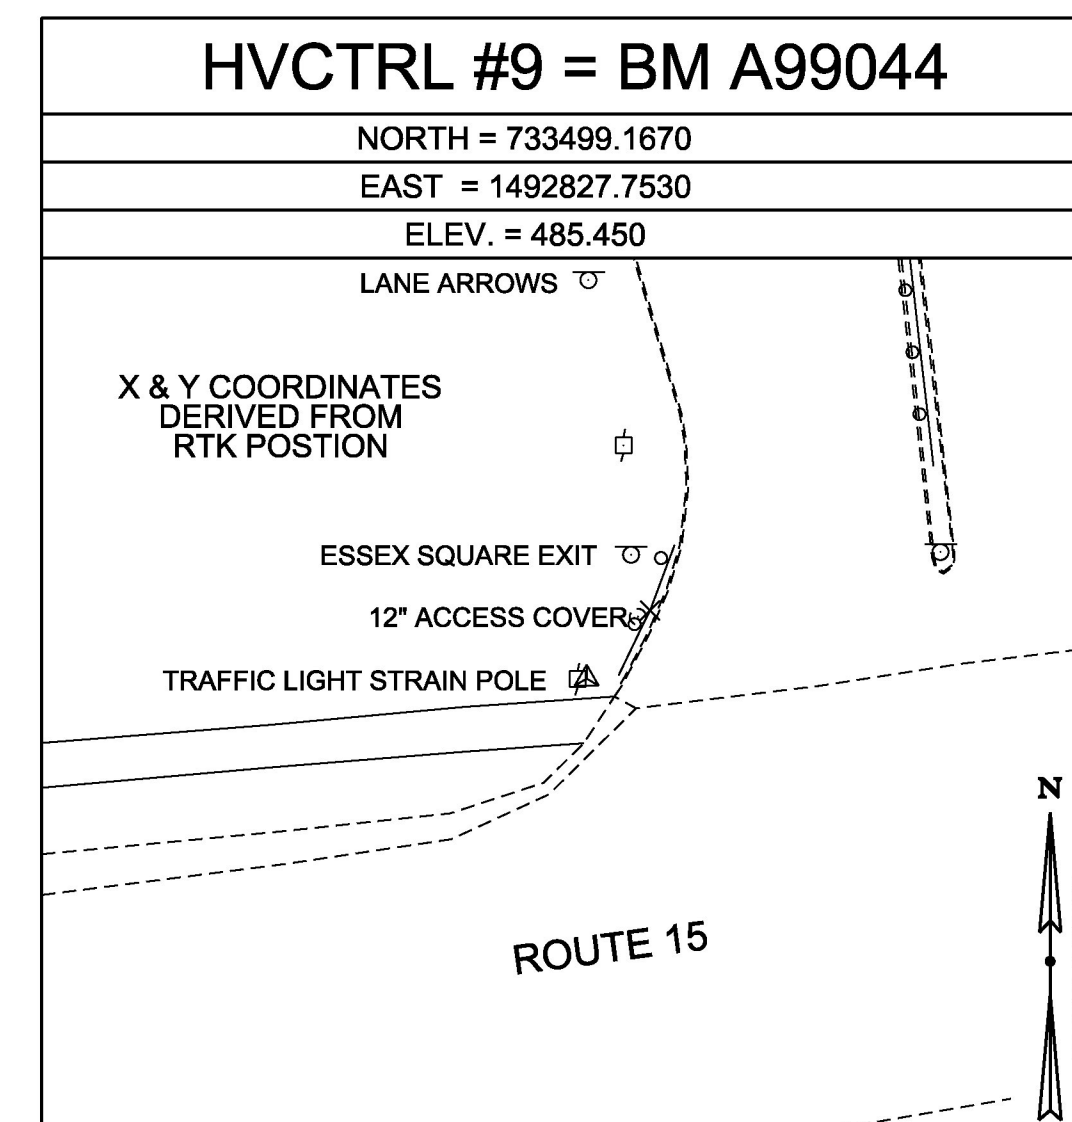 HVCTRL #9 = BM A99044
NORTH = 733499.1670
EAST = 1492827.7530
ELEV. = 485.450
LANE ARROWS
X & Y COORDINATES
DERIVED FROM
RTK POSTION
ESSEX SQUARE EXIT
12" ACCESS COVER
TRAFFIC LIGHT STRAIN POLE
N
ROUTE 15